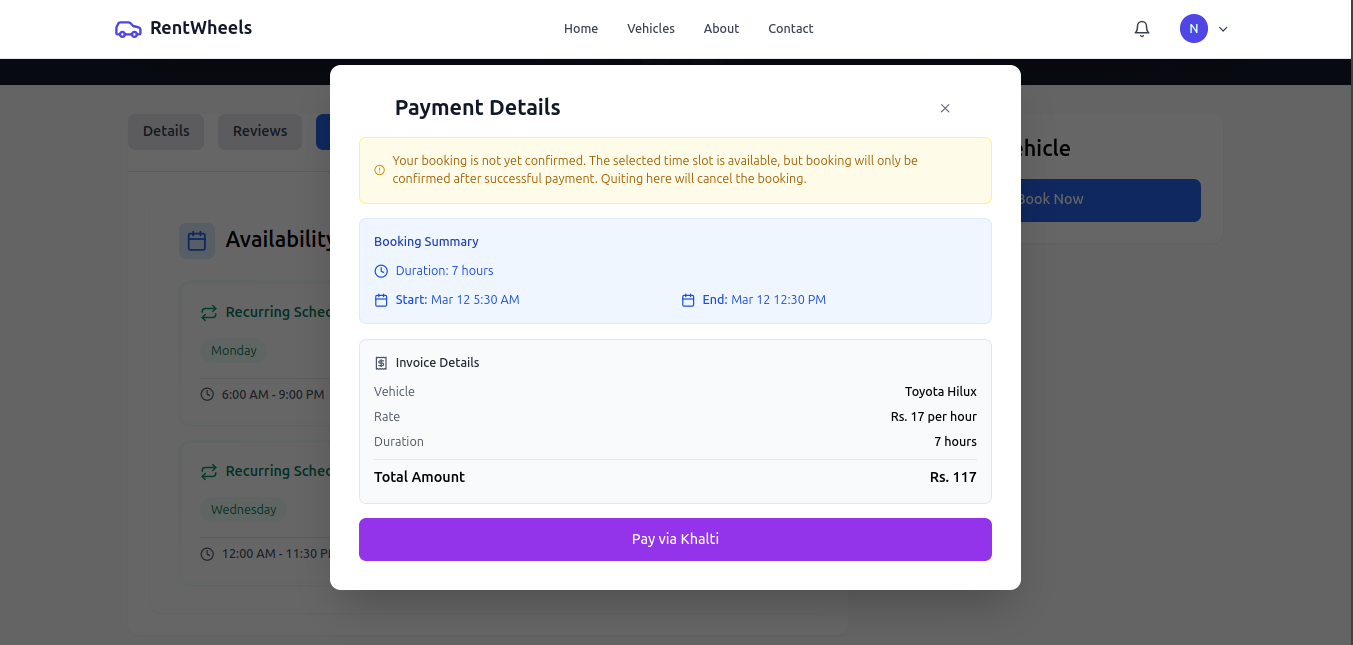 RentWheels
Home
Vehicles
About
Contact
N
Payment Details
Your booking is not yet confirmed. The selected time slot is available, but booking will only be
confirmed after successful payment. Quiting here will cancel the booking.
Booking Summary
Duration: 7 hours
Start: Mar 12 5:30 AM
End: Mar 12 12:30 PM
Invoice Details
Vehicle
Toyota Hilux
Rate
Rs. 17 per hour
Duration
7 hours
Total Amount
Rs. 117
Pay via Khalti
Details
Reviews
Availability
Recurring Sched
Monday
6:00 AM - 9:00 PM
Recurring Sched
Wednesday
12:00 AM - 11:30 P
hicle
Book Now